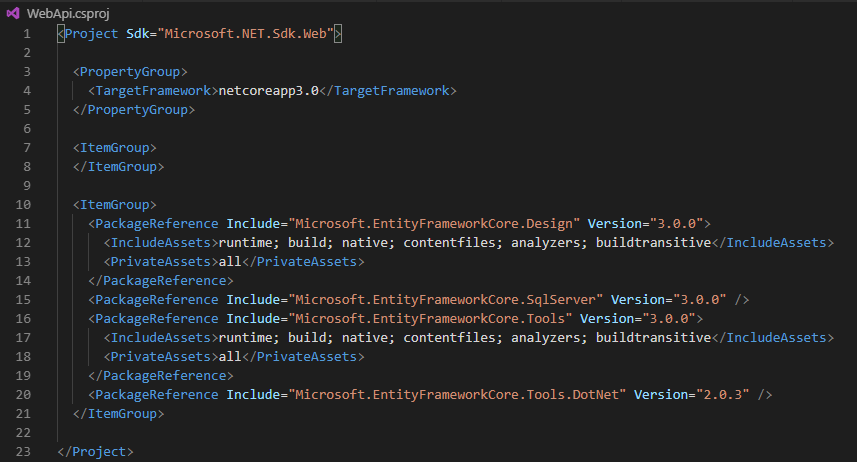 WebApi.csproj
1 <Project Sdk="Microsoft.NET.Sdk.Web">
2
3 <PropertyGroup>
4 <TargetFramework>netcoreapp3.0</TargetFramework>
5 </PropertyGroup>
6
7 <ItemGroup>
8 </ItemGroup>
9
10 <ItemGroup>
11 <PackageReference Include="Microsoft.EntityFrameworkCore.Design" Version="3.0.0">
12 <IncludeAssets>runtime; build; native; contentfiles; analyzers; buildtransitive</IncludeAssets>
13 <PrivateAssets>all</PrivateAssets>
14 </PackageReference>
15 <PackageReference Include="Microsoft.EntityFrameworkCore.SqlServer" Version="3.0.0" />
16 <PackageReference Include="Microsoft.EntityFrameworkCore.Tools" Version="3.0.0">
17 <IncludeAssets>runtime; build; native; contentfiles; analyzers; buildtransitive</IncludeAssets>
18 <PrivateAssets>all</PrivateAssets>
19 </PackageReference>
20 <PackageReference Include="Microsoft.EntityFrameworkCore.Tools.DotNet" Version="2.0.3" />
21 </ItemGroup>
22
23 </Project>